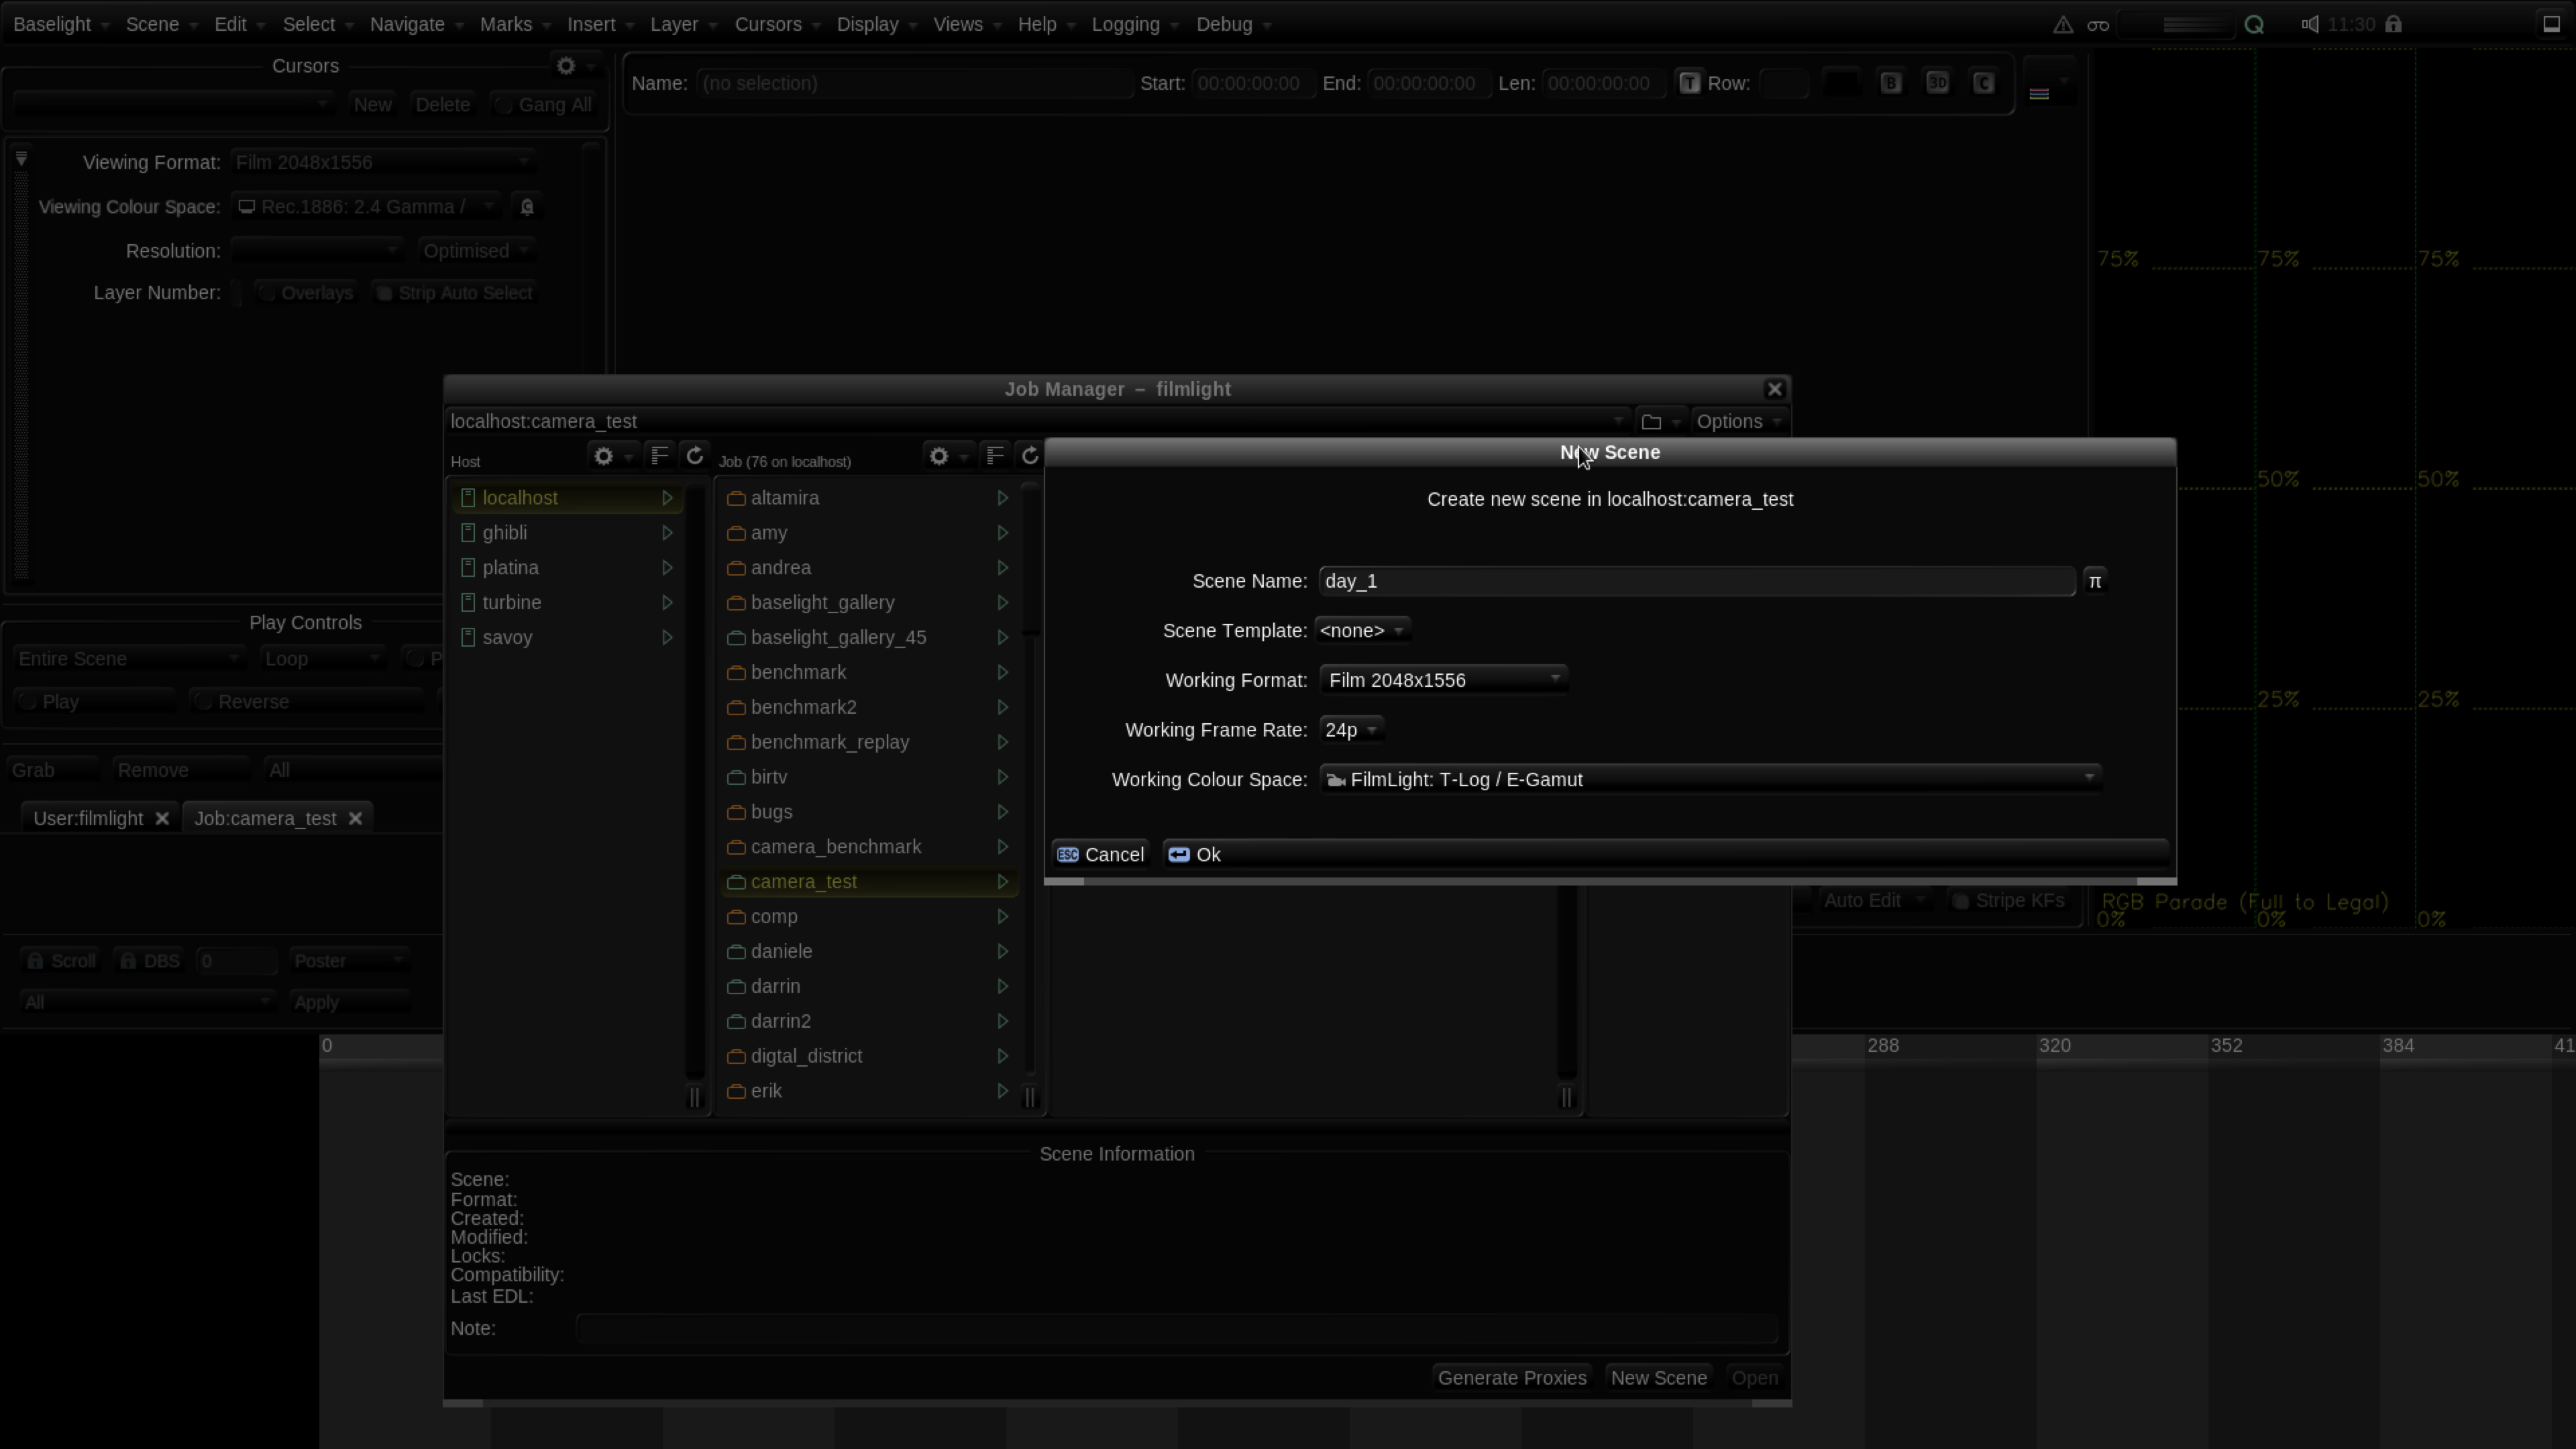 Baselight Scene Edit Select Navigate Marks Insert Layer Cursors Display Views Help Logging Debug 11:30
Cursors
New Delete Gang All
Name: (no selection) Start: 00:00:00:00 End: 00:00:00:00 Len: 00:00:00:00 T Row: B 3D C
Viewing Format: Film 2048x1556
Viewing Colour Space: Rec.1886: 2.4 Gamma /
Resolution: Optimised
Layer Number: Overlays Strip Auto Select
75% 75% 75%
50% 50%
25% 25%
RGB Parade (Full to Legal)
0% 0% 0%
Play Controls
Entire Scene Loop P
Play Reverse
Grab Remove All
User:filmlight Job:camera_test
Scroll DBS 0 Poster
All Apply
Auto Edit Stripe KFs
0 288 320 352 384 41
Job Manager – filmlight
localhost:camera_test Options
Host Job (76 on localhost)
localhost
ghibli
platina
turbine
savoy
altamira
amy
andrea
baselight_gallery
baselight_gallery_45
benchmark
benchmark2
benchmark_replay
birtv
bugs
camera_benchmark
camera_test
comp
daniele
darrin
darrin2
digtal_district
erik
Scene Information
Scene:
Format:
Created:
Modified:
Locks:
Compatibility:
Last EDL:
Note:
Generate Proxies New Scene Open
New Scene
Create new scene in localhost:camera_test
Scene Name: day_1 π
Scene Template: <none>
Working Format: Film 2048x1556
Working Frame Rate: 24p
Working Colour Space: FilmLight: T-Log / E-Gamut
ESC Cancel Ok